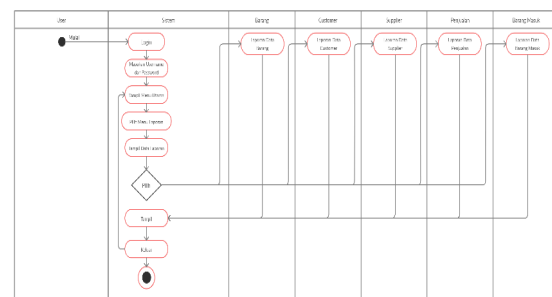 User
Sistem
Barang
Customer
Supplier
Penjualan
Barang Masuk
Mulai
Login
Masukan Username
dan Password
Tampil Menu Utama
Pilih Menu Laporan
Tampil Data Laporan
Pilih
Tampil
Keluar
Laporan Data
Barang
Laporan Data
Customer
Laporan Data
Supplier
Laporan Data
Penjualan
Laporan Data
Barang Masuk